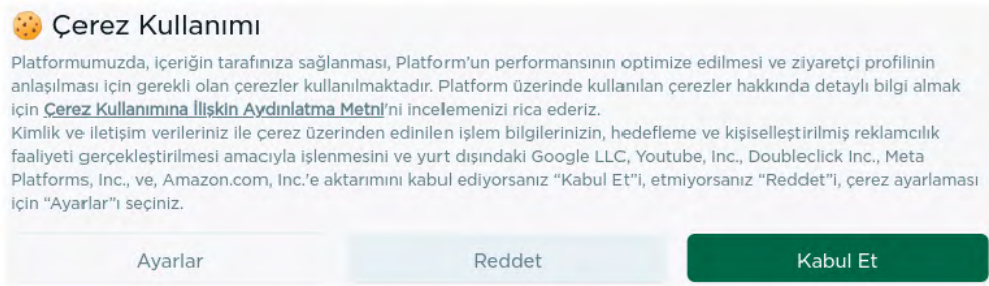 Çerez Kullanımı
Platformumuzda, içeriğin tarafınıza sağlanması, Platform'un performansının optimize edilmesi ve ziyaretçi profilinin
anlaşılması için gerekli olan çerezler kullanılmaktadır. Platform üzerinde kullanılan çerezler hakkında detaylı bilgi almak
için Çerez Kullanımına İlişkin Aydınlatma Metni'ni incelemenizi rica ederiz.
Kimlik ve iletişim verileriniz ile çerez üzerinden edinilen işlem bilgilerinizin, hedefleme ve kişiselleştirilmiş reklamcılık
faaliyeti gerçekleştirilmesi amacıyla işlenmesini ve yurt dışındaki Google LLC, Youtube, Inc., Doubleclick Inc., Meta
Platforms, Inc., ve, Amazon.com, Inc.'e aktarımını kabul ediyorsanız “Kabul Et”i, etmiyorsanız “Reddet”i, çerez ayarlaması
için “Ayarlar”ı seçiniz.
Ayarlar Reddet Kabul Et